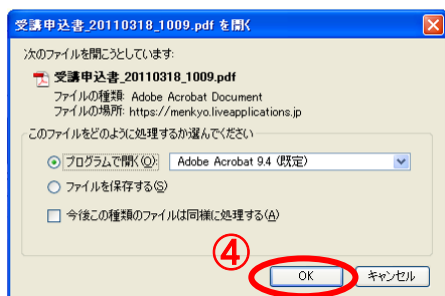 受講申込書_20110318_1009.pdf を開く
次のファイルを開こうとしています:
受講申込書_20110318_1009.pdf
ファイルの種類: Adobe Acrobat Document
ファイルの場所: https://menkyo.liveapplications.jp
このファイルをどのように処理するか選んでください
プログラムで開く(O): Adobe Acrobat 9.4 (既定)
ファイルを保存する(S)
今後この種類のファイルは同様に処理する(A)
④
OK キャンセル